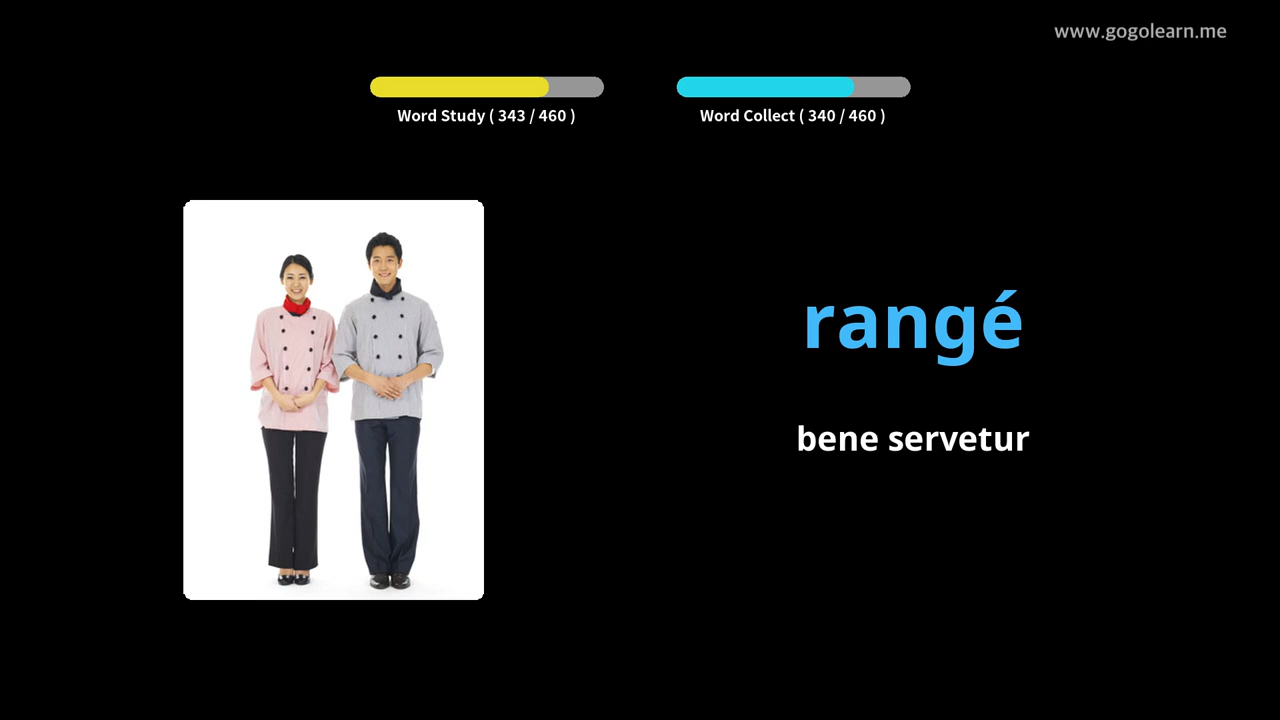 www.gogolearn.me
Word Study ( 343 / 460 )
Word Collect ( 340 / 460 )
rangé
bene servetur